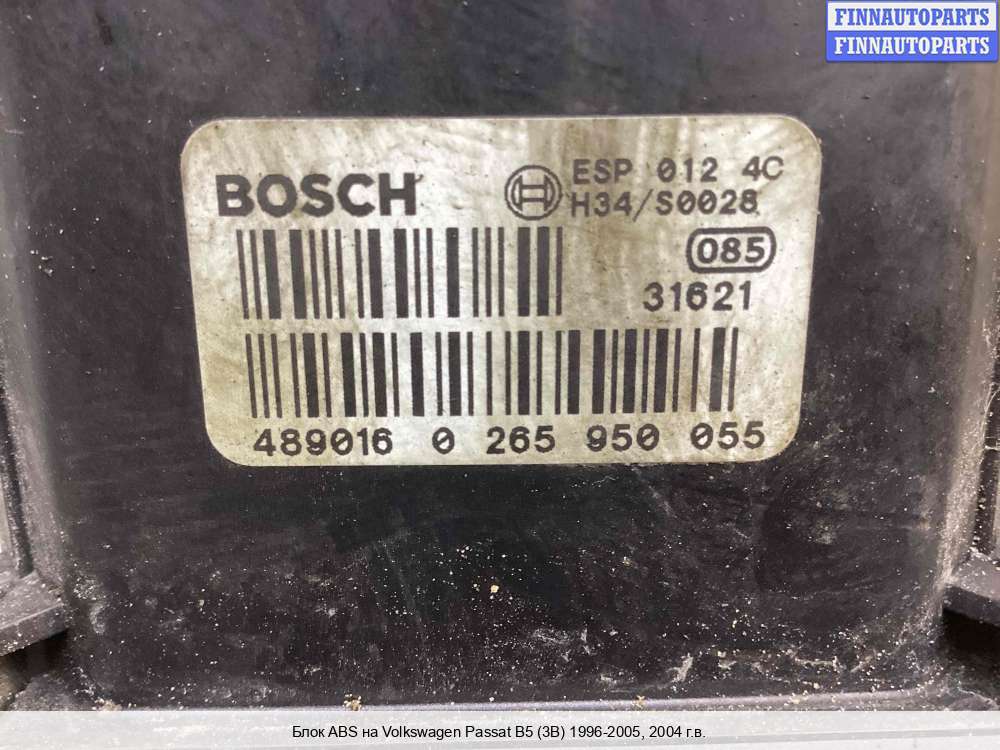 FINNAUTOPARTS
FINNAUTOPARTS
BOSCH
ESP 012 4C
H34/S0028
085
31621
489016 0 265 950 055
Блок ABS на Volkswagen Passat B5 (3B) 1996-2005, 2004 г.в.